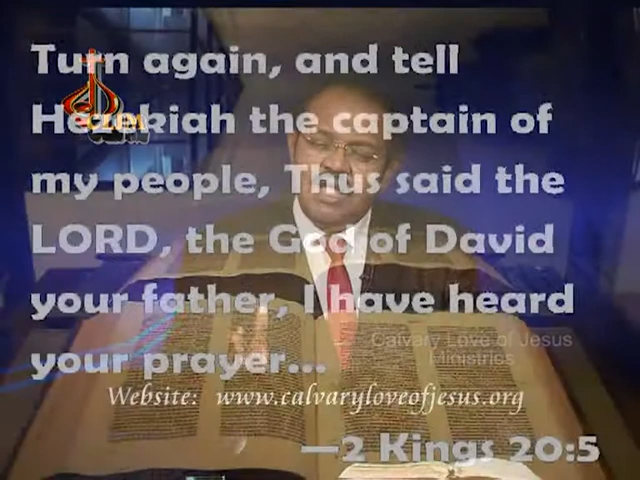 Turn again, and tell
Hezekiah the captain of
my people, Thus said the
LORD, the God of David
your father, I have heard
your prayer...
Calvary Love of Jesus
Ministries
Website: www.calvaryloveofjesus.org
—2 Kings 20:5